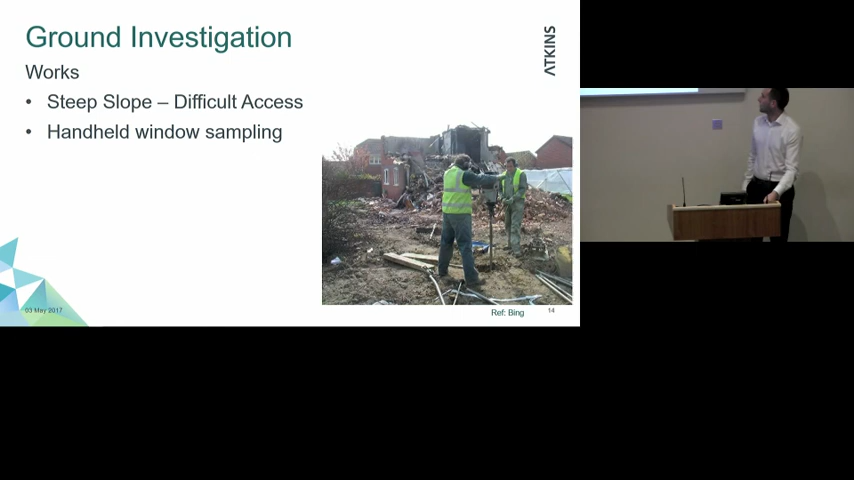 Ground Investigation
Works
• Steep Slope – Difficult Access
• Handheld window sampling
ATKINS
03 May 2017
Ref: Bing
14